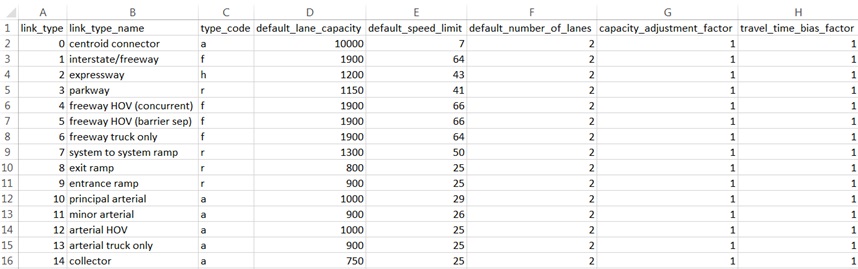 A B C D E F G H
1 link_type link_type_name type_code default_lane_capacity default_speed_limit default_number_of_lanes capacity_adjustment_factor travel_time_bias_factor
2 0 centroid connector a 10000 7 2 1 1
3 1 interstate/freeway f 1900 64 2 1 1
4 2 expressway h 1200 43 2 1 1
5 3 parkway r 1150 41 2 1 1
6 4 freeway HOV (concurrent) f 1900 66 2 1 1
7 5 freeway HOV (barrier sep) f 1900 66 2 1 1
8 6 freeway truck only f 1900 64 2 1 1
9 7 system to system ramp r 1300 50 2 1 1
10 8 exit ramp r 800 25 2 1 1
11 9 entrance ramp r 900 25 2 1 1
12 10 principal arterial a 1000 29 2 1 1
13 11 minor arterial a 900 26 2 1 1
14 12 arterial HOV a 1000 25 2 1 1
15 13 arterial truck only a 900 25 2 1 1
16 14 collector a 750 25 2 1 1